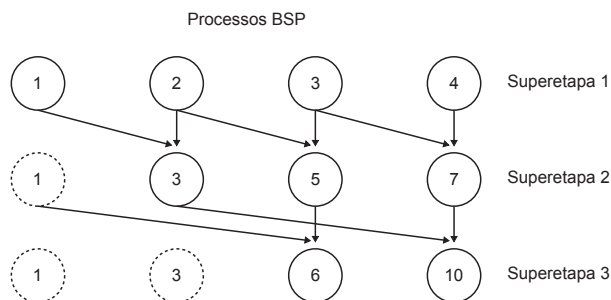 Processos BSP
1 2 3 4 Superetapa 1
1 3 5 7 Superetapa 2
1 3 6 10 Superetapa 3